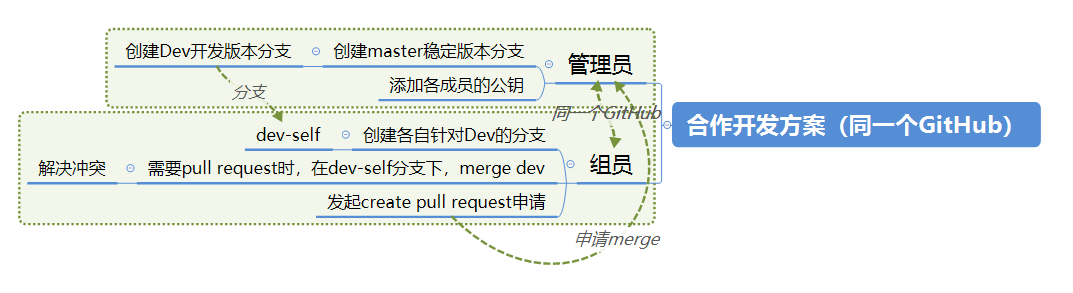 创建Dev开发版本分支
创建master稳定版本分支
管理员
添加各成员的公钥
分支
同一个GitHub
合作开发方案（同一个GitHub）
dev-self
创建各自针对Dev的分支
组员
解决冲突
需要pull request时，在dev-self分支下，merge dev
发起create pull request申请
申请merge